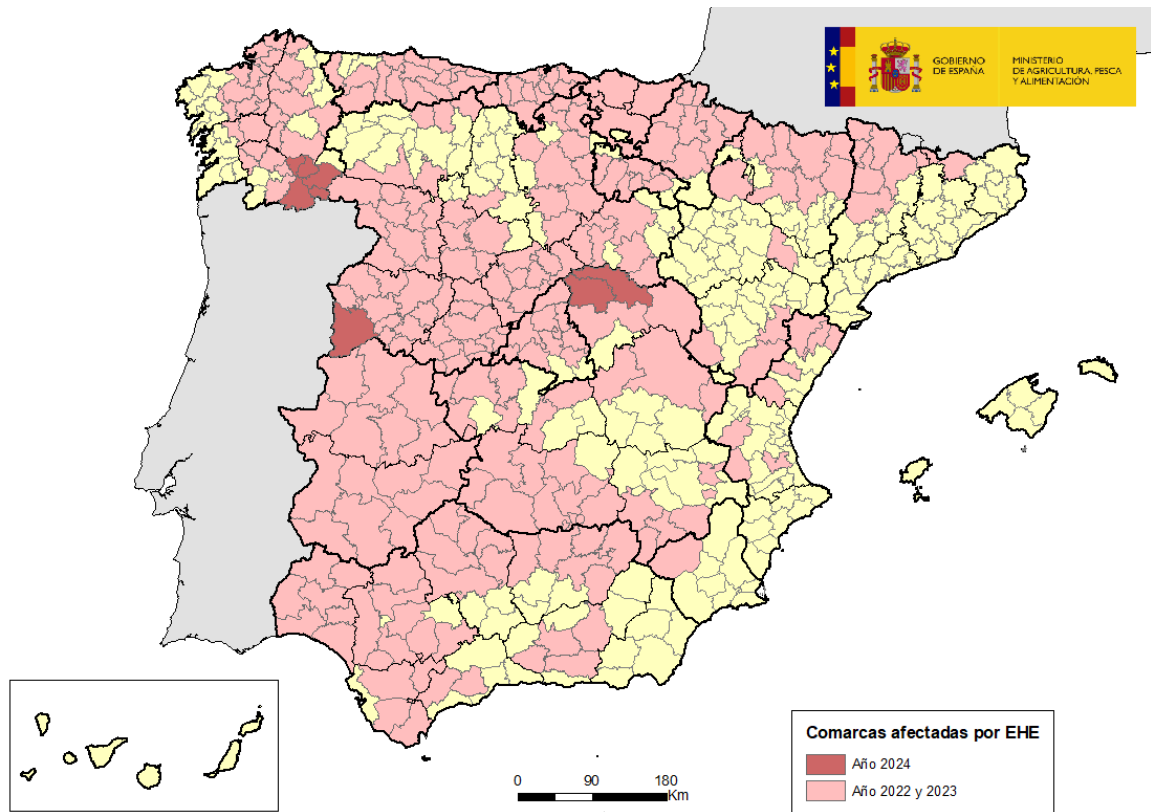 GOBIERNO
DE ESPAÑA
MINISTERIO
DE AGRICULTURA, PESCA
Y ALIMENTACIÓN
Comarcas afectadas por EHE
Año 2024
Año 2022 y 2023
0 90 180
Km